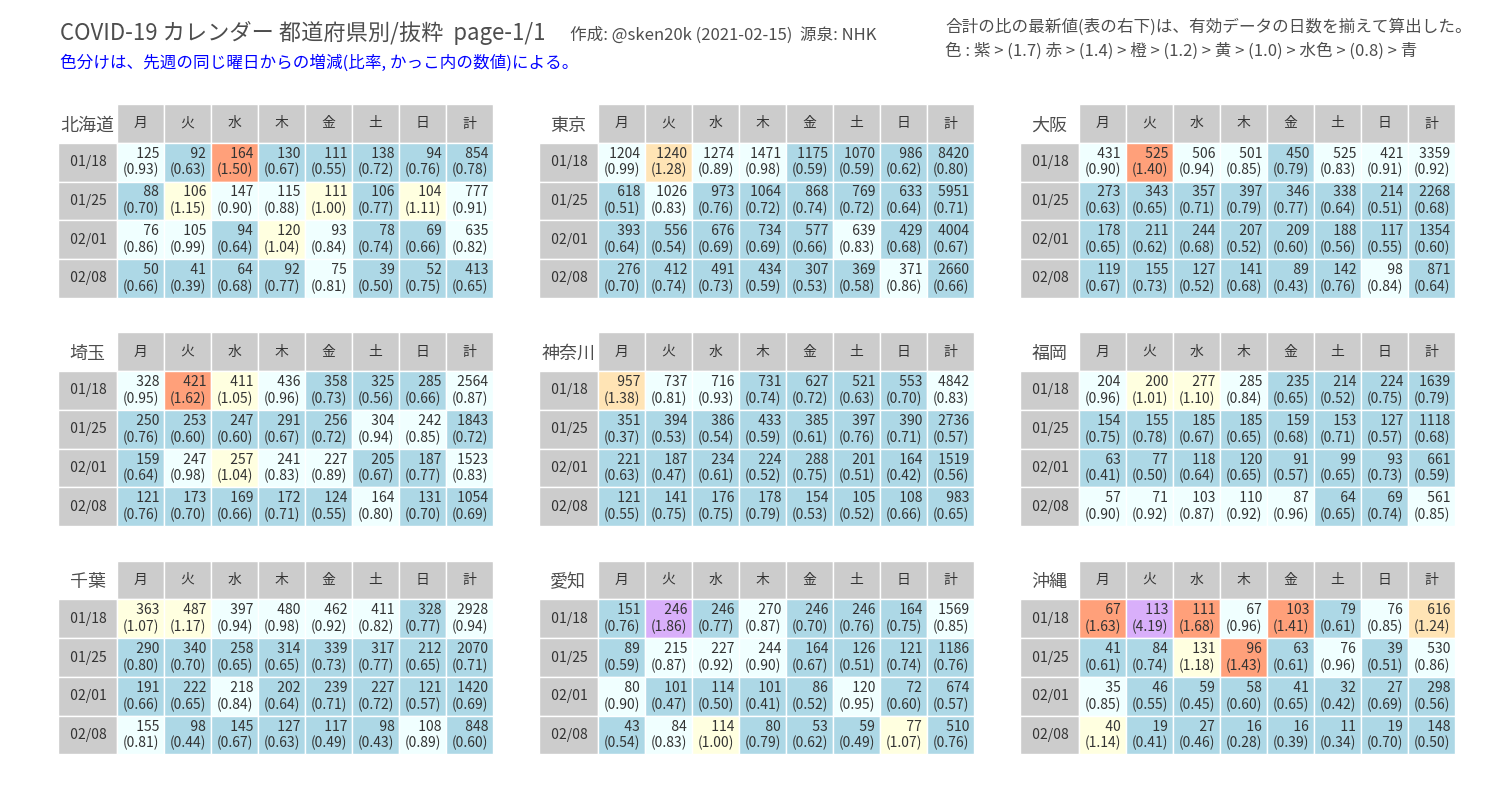 COVID-19 カレンダー 都道府県別/抜粋 page-1/1 作成: @sken20k (2021-02-15) 源泉: NHK
合計の比の最新値(表の右下)は、有効データの日数を揃えて算出した。
色分けは、先週の同じ曜日からの増減(比率, かっこ内の数値)による。
色 : 紫 > (1.7) 赤 > (1.4) > 橙 > (1.2) > 黄 > (1.0) > 水色 > (0.8) > 青
北海道 月 火 水 木 金 土 日 計
01/18 125 92 164 130 111 138 94 854
(0.93) (0.63) (1.50) (0.67) (0.55) (0.72) (0.76) (0.78)
01/25 88 106 147 115 111 106 104 777
(0.70) (1.15) (0.90) (0.88) (1.00) (0.77) (1.11) (0.91)
02/01 76 105 94 120 93 78 69 635
(0.86) (0.99) (0.64) (1.04) (0.84) (0.74) (0.66) (0.82)
02/08 50 41 64 92 75 39 52 413
(0.66) (0.39) (0.68) (0.77) (0.81) (0.50) (0.75) (0.65)
東京 月 火 水 木 金 土 日 計
01/18 1204 1240 1274 1471 1175 1070 986 8420
(0.99) (1.28) (0.89) (0.98) (0.59) (0.59) (0.62) (0.80)
01/25 618 1026 973 1064 868 769 633 5951
(0.51) (0.83) (0.76) (0.72) (0.74) (0.72) (0.64) (0.71)
02/01 393 556 676 734 577 639 429 4004
(0.64) (0.54) (0.69) (0.69) (0.66) (0.83) (0.68) (0.67)
02/08 276 412 491 434 307 369 371 2660
(0.70) (0.74) (0.73) (0.59) (0.53) (0.58) (0.86) (0.66)
大阪 月 火 水 木 金 土 日 計
01/18 431 525 506 501 450 525 421 3359
(0.90) (1.40) (0.94) (0.85) (0.79) (0.83) (0.91) (0.92)
01/25 273 343 357 397 346 338 214 2268
(0.63) (0.65) (0.71) (0.79) (0.77) (0.64) (0.51) (0.68)
02/01 178 211 244 207 209 188 117 1354
(0.65) (0.62) (0.68) (0.52) (0.60) (0.56) (0.55) (0.60)
02/08 119 155 127 141 89 142 98 871
(0.67) (0.73) (0.52) (0.68) (0.43) (0.76) (0.84) (0.64)
埼玉 月 火 水 木 金 土 日 計
01/18 328 421 411 436 358 325 285 2564
(0.95) (1.62) (1.05) (0.96) (0.73) (0.56) (0.66) (0.87)
01/25 250 253 247 291 256 304 242 1843
(0.76) (0.60) (0.60) (0.67) (0.72) (0.94) (0.85) (0.72)
02/01 159 247 257 241 227 205 187 1523
(0.64) (0.98) (1.04) (0.83) (0.89) (0.67) (0.77) (0.83)
02/08 121 173 169 172 124 164 131 1054
(0.76) (0.70) (0.66) (0.71) (0.55) (0.80) (0.70) (0.69)
神奈川 月 火 水 木 金 土 日 計
01/18 957 737 716 731 627 521 553 4842
(1.38) (0.81) (0.93) (0.74) (0.72) (0.63) (0.70) (0.83)
01/25 351 394 386 433 385 397 390 2736
(0.37) (0.53) (0.54) (0.59) (0.61) (0.76) (0.71) (0.57)
02/01 221 187 234 224 288 201 164 1519
(0.63) (0.47) (0.61) (0.52) (0.75) (0.51) (0.42) (0.56)
02/08 121 141 176 178 154 105 108 983
(0.55) (0.75) (0.75) (0.79) (0.53) (0.52) (0.66) (0.65)
福岡 月 火 水 木 金 土 日 計
01/18 204 200 277 285 235 214 224 1639
(0.96) (1.01) (1.10) (0.84) (0.65) (0.52) (0.75) (0.79)
01/25 154 155 185 185 159 153 127 1118
(0.75) (0.78) (0.67) (0.65) (0.68) (0.71) (0.57) (0.68)
02/01 63 77 118 120 91 99 93 661
(0.41) (0.50) (0.64) (0.65) (0.57) (0.65) (0.73) (0.59)
02/08 57 71 103 110 87 64 69 561
(0.90) (0.92) (0.87) (0.92) (0.96) (0.65) (0.74) (0.85)
千葉 月 火 水 木 金 土 日 計
01/18 363 487 397 480 462 411 328 2928
(1.07) (1.17) (0.94) (0.98) (0.92) (0.82) (0.77) (0.94)
01/25 290 340 258 314 339 317 212 2070
(0.80) (0.70) (0.65) (0.65) (0.73) (0.77) (0.65) (0.71)
02/01 191 222 218 202 239 227 121 1420
(0.66) (0.65) (0.84) (0.64) (0.71) (0.72) (0.57) (0.69)
02/08 155 98 145 127 117 98 108 848
(0.81) (0.44) (0.67) (0.63) (0.49) (0.43) (0.89) (0.60)
愛知 月 火 水 木 金 土 日 計
01/18 151 246 246 270 246 246 164 1569
(0.76) (1.86) (0.77) (0.87) (0.70) (0.76) (0.75) (0.85)
01/25 89 215 227 244 164 126 121 1186
(0.59) (0.87) (0.92) (0.90) (0.67) (0.51) (0.74) (0.76)
02/01 80 101 114 101 86 120 72 674
(0.90) (0.47) (0.50) (0.41) (0.52) (0.95) (0.60) (0.57)
02/08 43 84 114 80 53 59 77 510
(0.54) (0.83) (1.00) (0.79) (0.62) (0.49) (1.07) (0.76)
沖縄 月 火 水 木 金 土 日 計
01/18 67 113 111 67 103 79 76 616
(1.63) (4.19) (1.68) (0.96) (1.41) (0.61) (0.85) (1.24)
01/25 41 84 131 96 63 76 39 530
(0.61) (0.74) (1.18) (1.43) (0.61) (0.96) (0.51) (0.86)
02/01 35 46 59 58 41 32 27 298
(0.85) (0.55) (0.45) (0.60) (0.65) (0.42) (0.69) (0.56)
02/08 40 19 27 16 16 11 19 148
(1.14) (0.41) (0.46) (0.28) (0.39) (0.34) (0.70) (0.50)